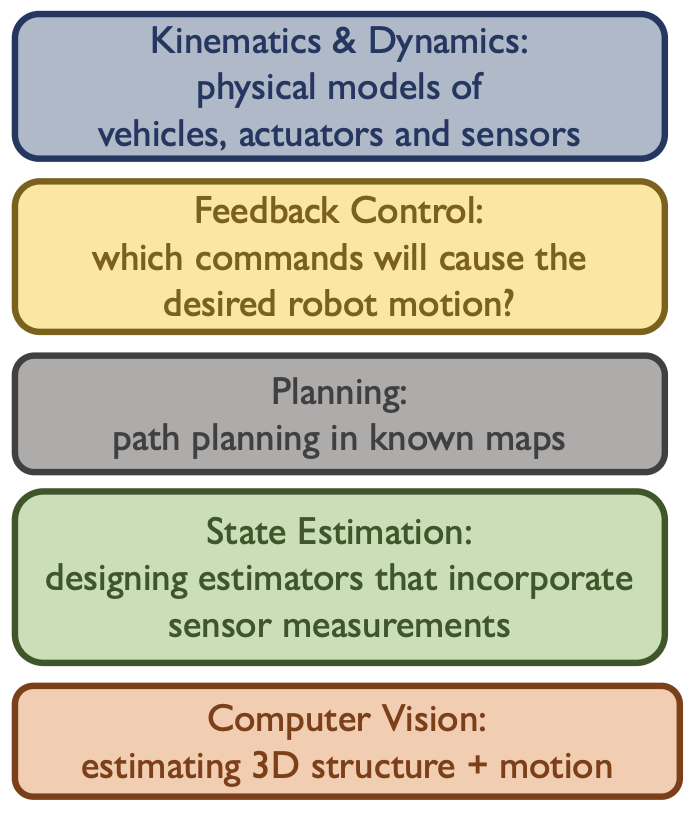 Kinematics & Dynamics:
physical models of
vehicles, actuators and sensors
Feedback Control:
which commands will cause the
desired robot motion?
Planning:
path planning in known maps
State Estimation:
designing estimators that incorporate
sensor measurements
Computer Vision:
estimating 3D structure + motion